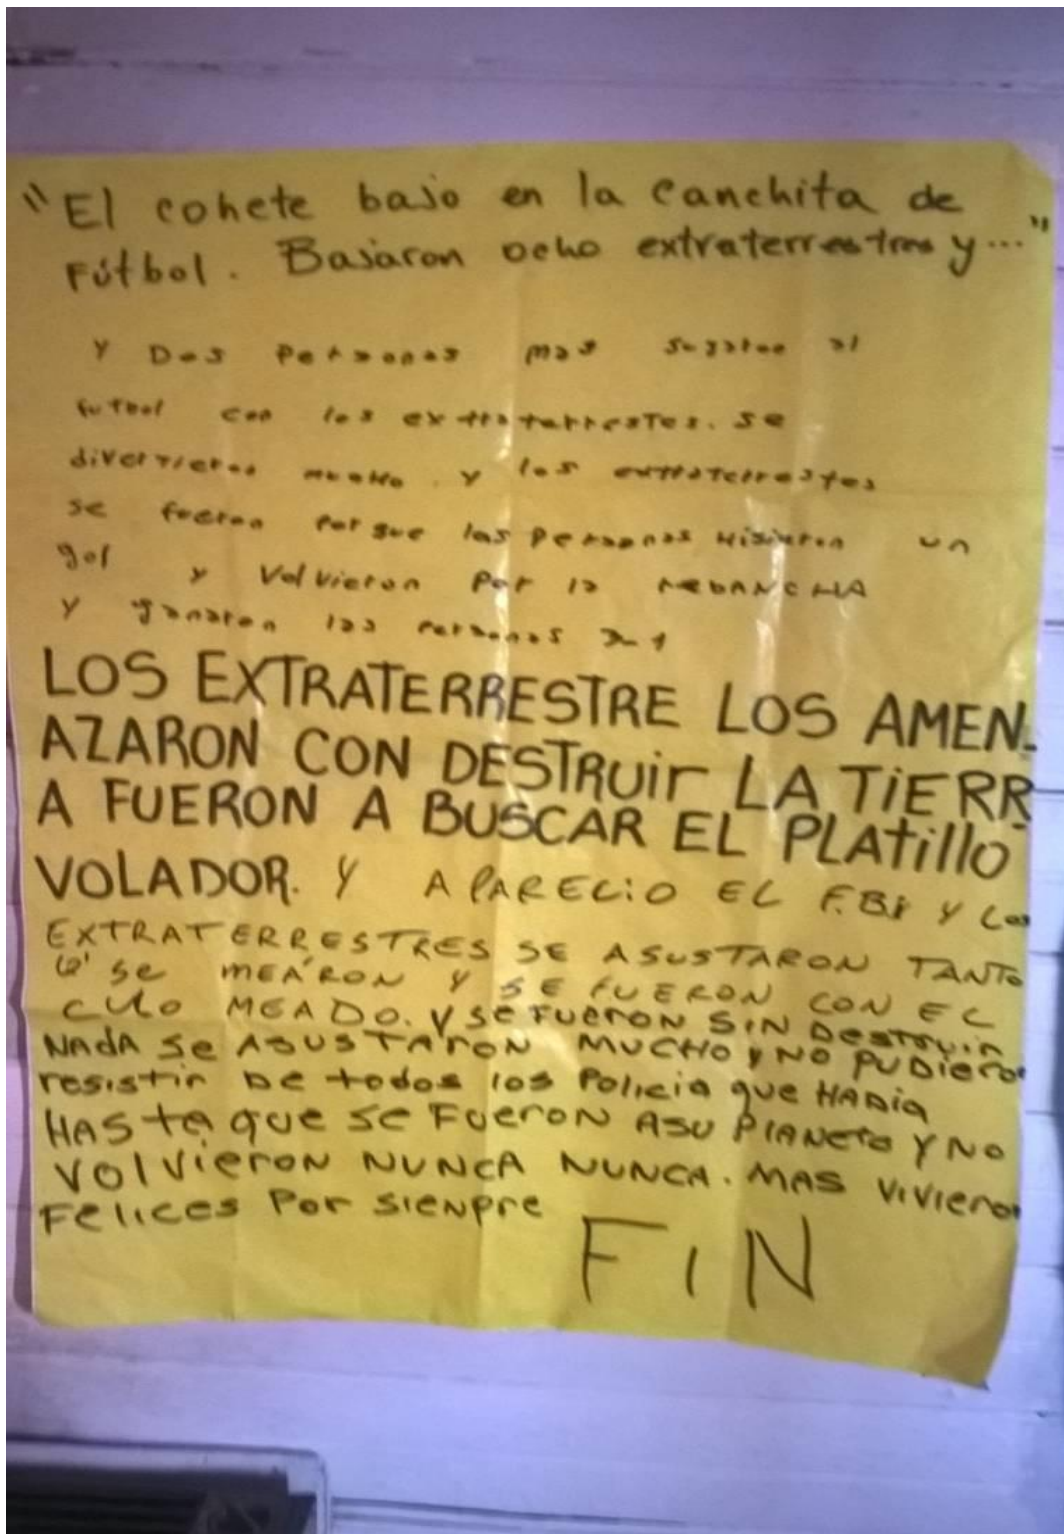 "El cohete bajo en la canchita de
Fútbol. Bajaron ocho extraterrestres y..."
Y Dos Personas mas Jugaron al
futbol con los extraterrestes. se
divertieron mucho y los extraterrestes
se fueron Porque las Personas Hisieron un
gol y Volvieron Por la REBANCHA
Y ganaron las Personas 2-1
LOS EXTRATERRESTRE LOS AMEN-
AZARON CON DESTRUir LA TiERR
A FUERON A BUSCAR EL PLAtillo
VOLADOR. Y APARECiO EL F.B.i Y Los
EXTRATERRESTRES SE ASUSTARON TANTO
Q' se MEARON Y SE FUERON CON EL
CULO MEADO. Y Se FUERON SIN DesTRuir
NADA Se ASUSTARON MUCHO Y NO PUDieron
resistir De todos los Policia que HABia
HASta que SE FUERON ASU PlANeta Y NO
VOlVieron NUNCA NUNCA. MAS ViVieron
Felices Por SIENPre
FIN